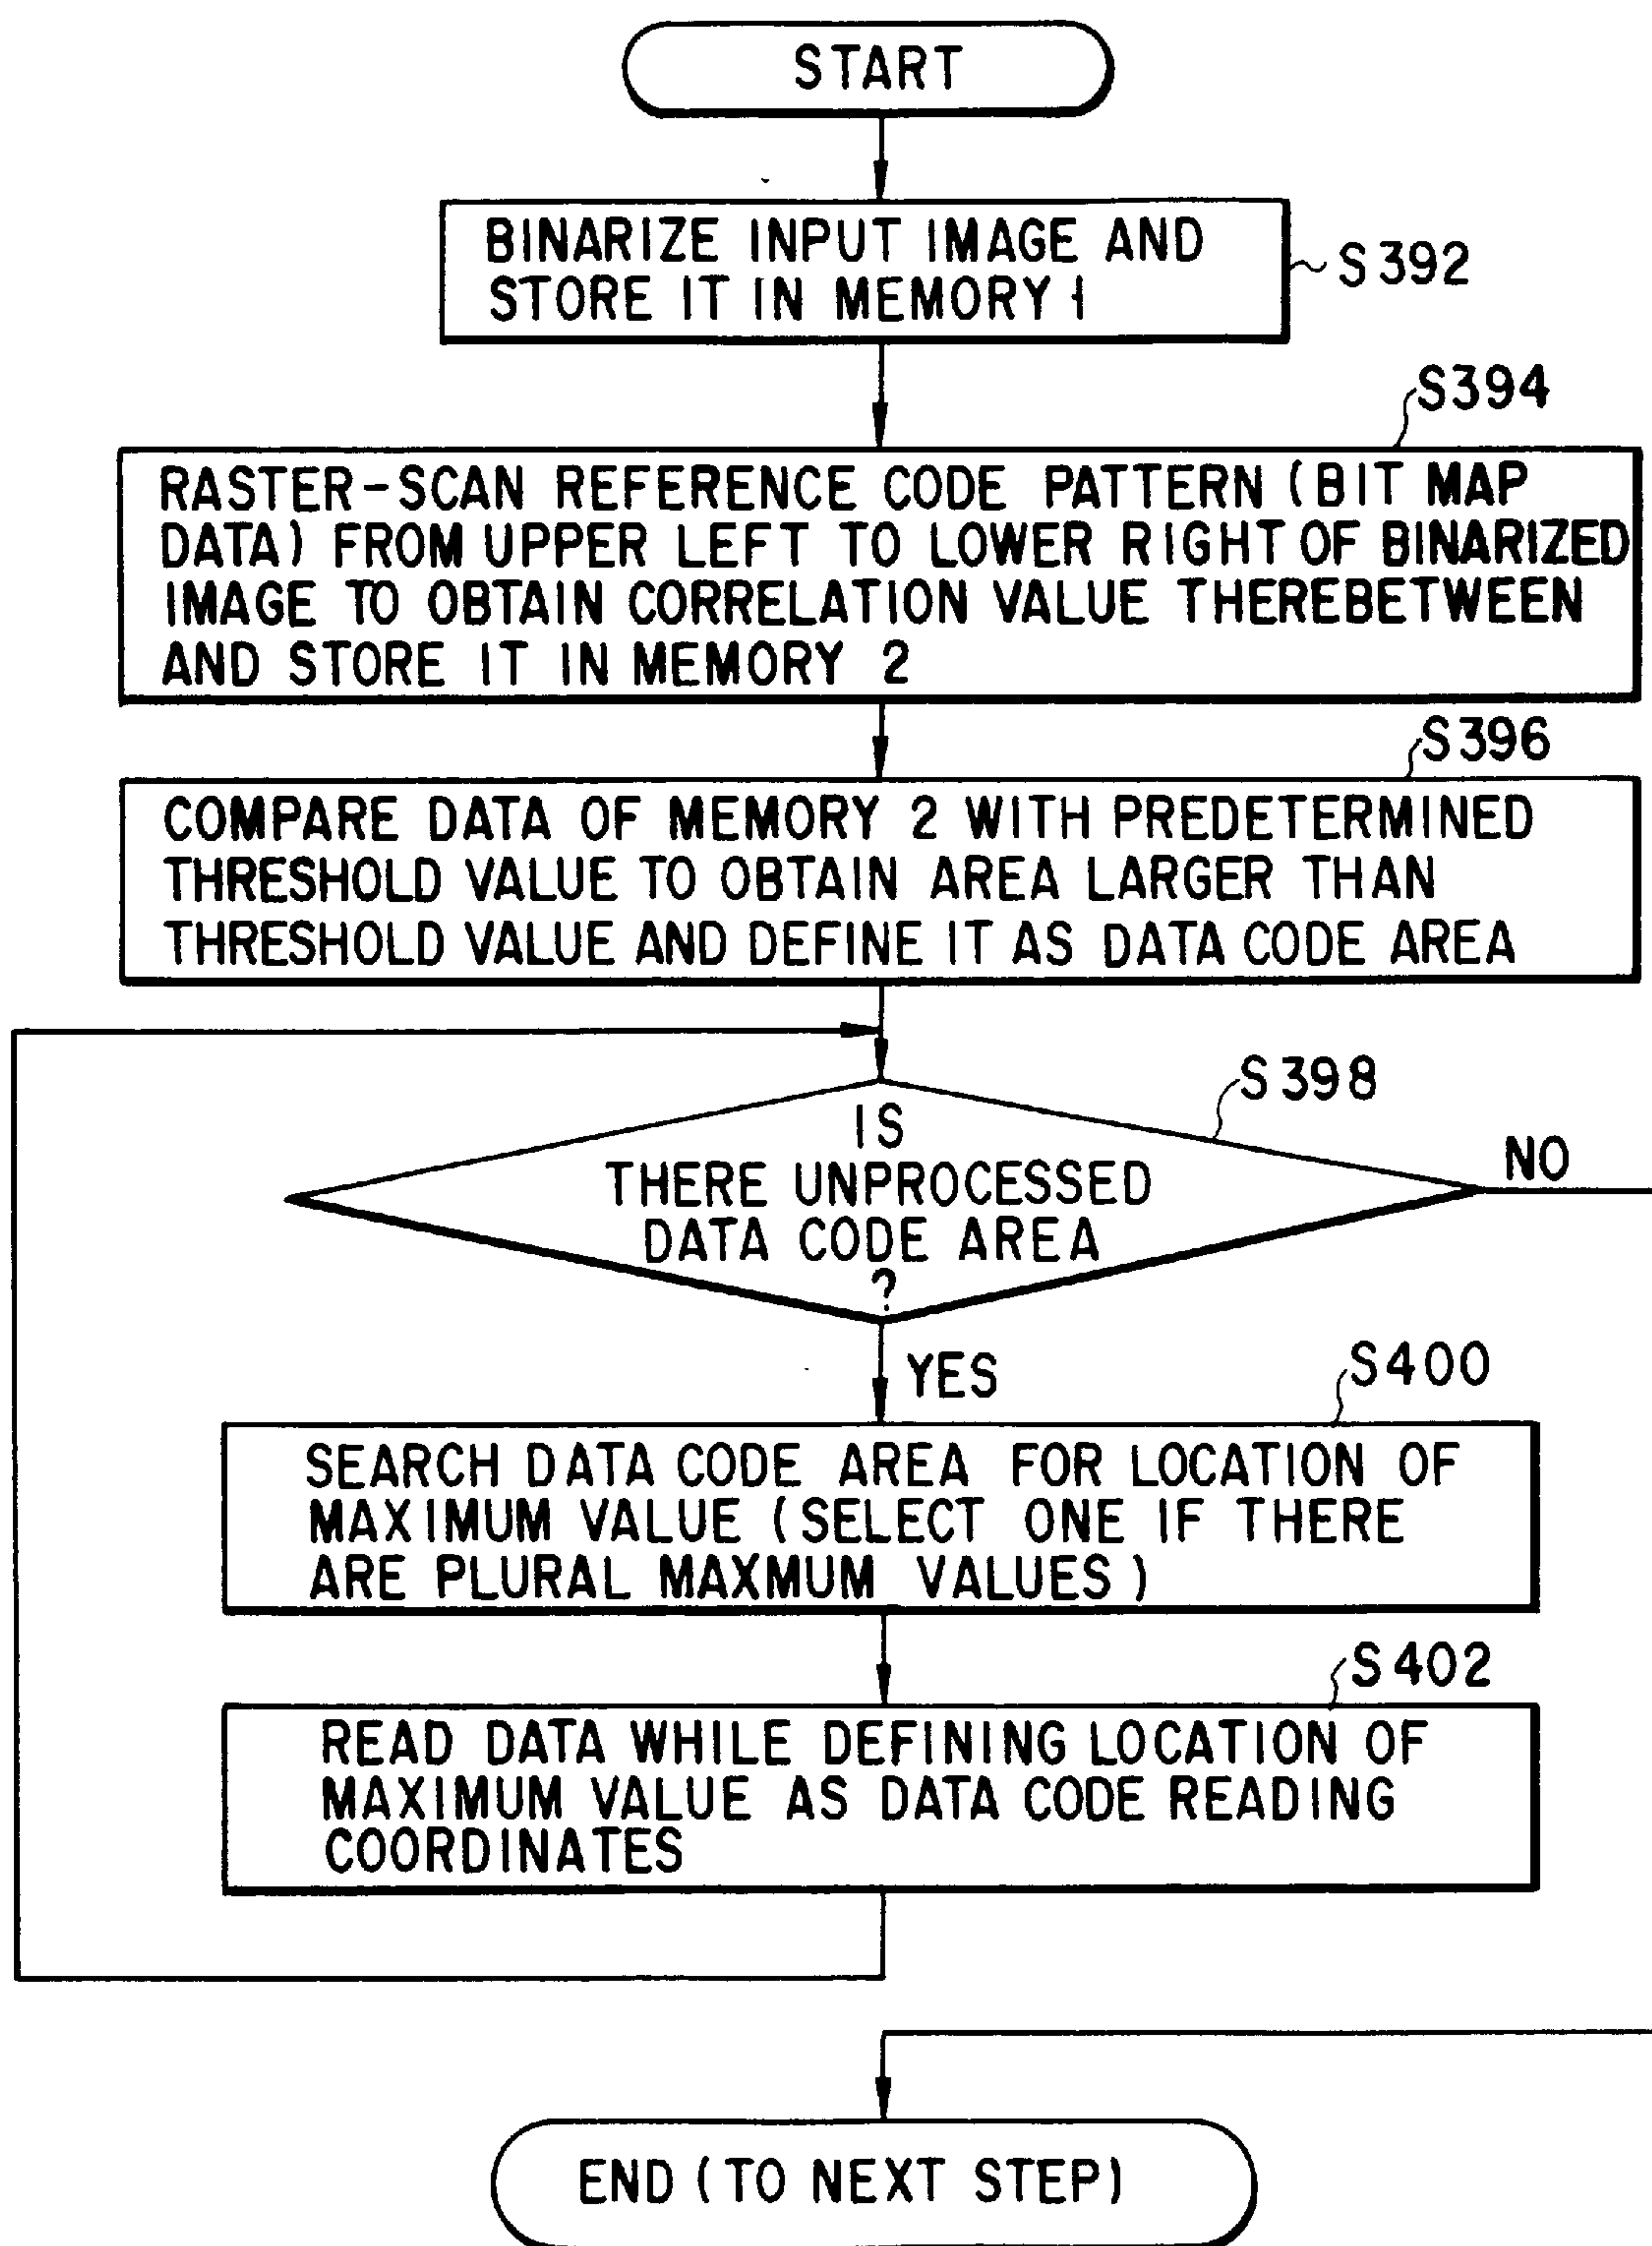 START
BINARIZE INPUT IMAGE AND
STORE IT IN MEMORY 1
S392
S394
RASTER-SCAN REFERENCE CODE PATTERN (BIT MAP
DATA) FROM UPPER LEFT TO LOWER RIGHT OF BINARIZED
IMAGE TO OBTAIN CORRELATION VALUE THEREBETWEEN
AND STORE IT IN MEMORY 2
S396
COMPARE DATA OF MEMORY 2 WITH PREDETERMINED
THRESHOLD VALUE TO OBTAIN AREA LARGER THAN
THRESHOLD VALUE AND DEFINE IT AS DATA CODE AREA
S398
IS
THERE UNPROCESSED
DATA CODE AREA
?
NO
YES
S400
SEARCH DATA CODE AREA FOR LOCATION OF
MAXIMUM VALUE (SELECT ONE IF THERE
ARE PLURAL MAXMUM VALUES)
S402
READ DATA WHILE DEFINING LOCATION OF
MAXIMUM VALUE AS DATA CODE READING
COORDINATES
END (TO NEXT STEP)